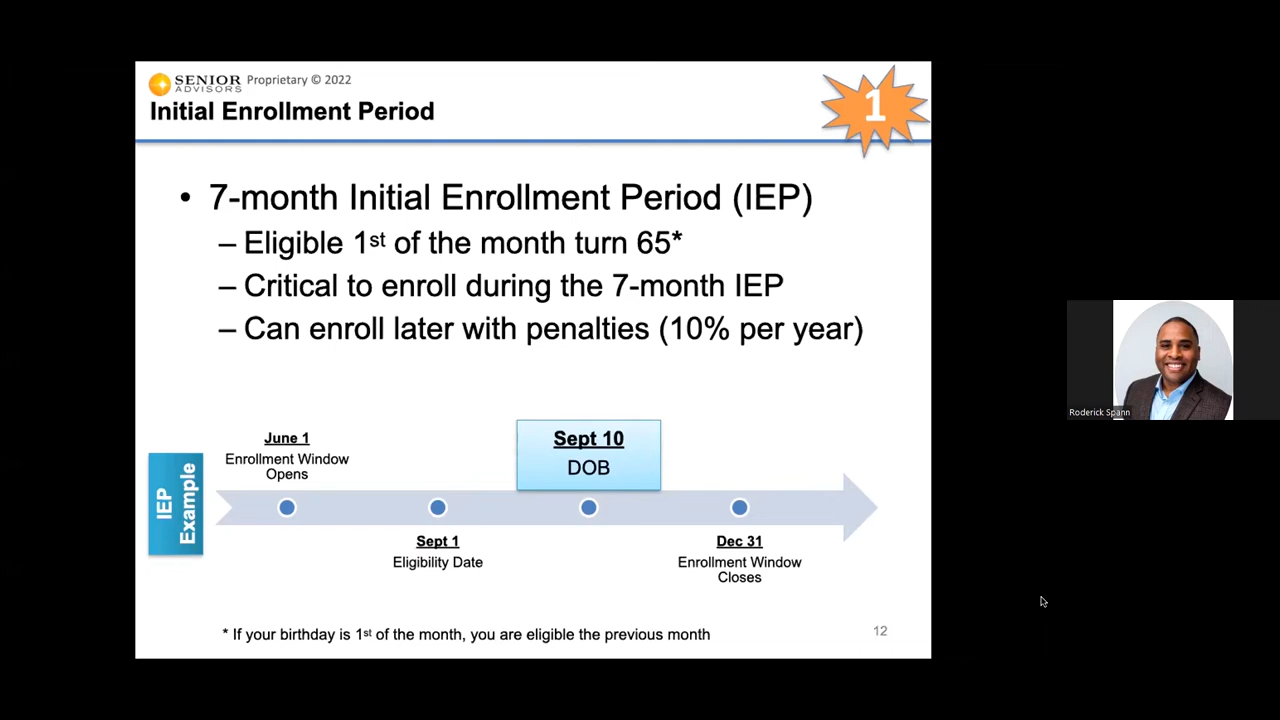 SENIOR
ADVISORS
Proprietary © 2022
Initial Enrollment Period
1
• 7-month Initial Enrollment Period (IEP)
– Eligible 1st of the month turn 65*
– Critical to enroll during the 7-month IEP
– Can enroll later with penalties (10% per year)
IEP
Example
June 1
Enrollment Window
Opens
Sept 1
Eligibility Date
Sept 10
DOB
Dec 31
Enrollment Window
Closes
* If your birthday is 1st of the month, you are eligible the previous month
12
Roderick Spann